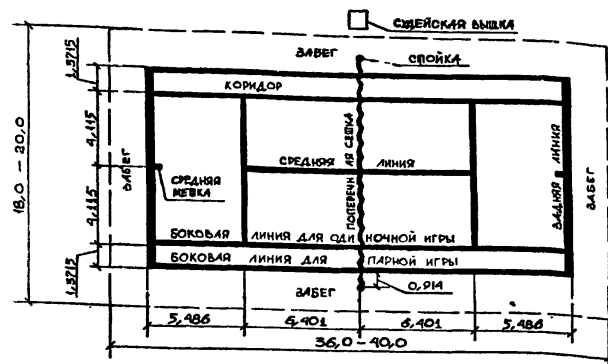 СУДЕЙСКАЯ ВЫШКА
ЗАБЕГ
СТОЙКА
КОРИДОР
1,3715
4,115
4,115
1,3715
18,0 – 20,0
ЗАБЕГ
СРЕДНЯЯ МЕТКА
СРЕДНЯЯ ЛИНИЯ
ПОПЕРЕЧНАЯ СЕТКА
ЗАДНЯЯ ЛИНИЯ
ЗАБЕГ
БОКОВАЯ ЛИНИЯ ДЛЯ ОДИНОЧНОЙ ИГРЫ
БОКОВАЯ ЛИНИЯ ДЛЯ ПАРНОЙ ИГРЫ
ЗАБЕГ
0,914
5,486
6,401
6,401
5,486
36,0 – 40,0